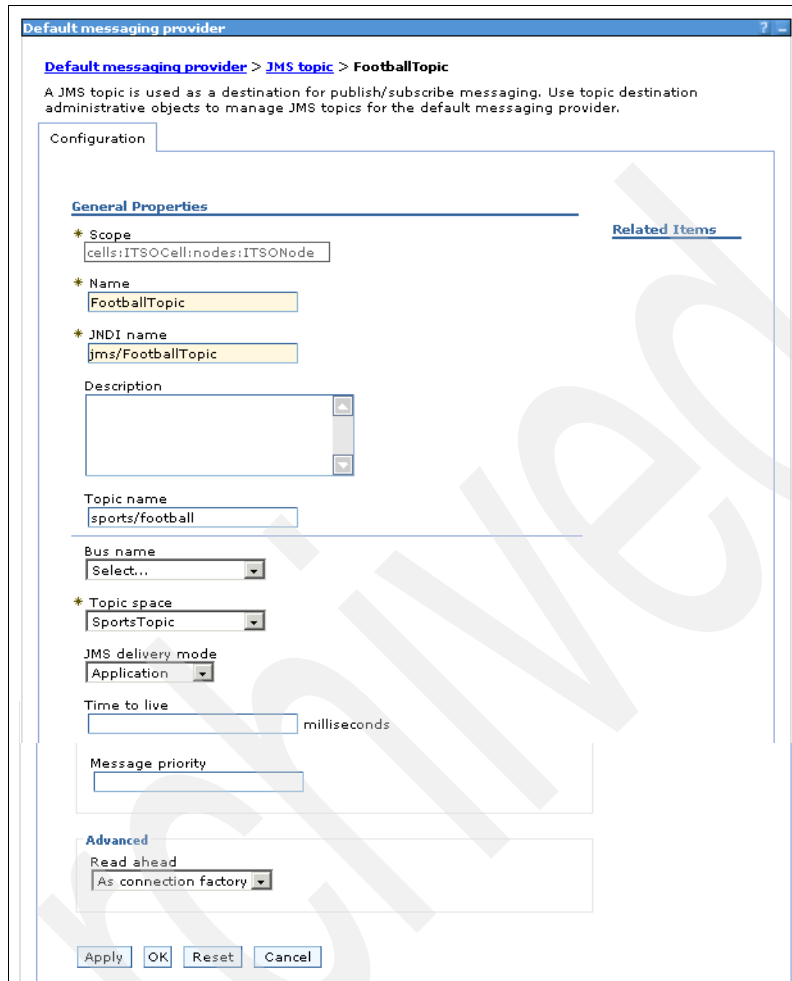 Default messaging provider ? –
Default messaging provider > JMS topic > FootballTopic
A JMS topic is used as a destination for publish/subscribe messaging. Use topic destination
administrative objects to manage JMS topics for the default messaging provider.
Configuration
General Properties
Related Items
* Scope
cells:ITSOCell:nodes:ITSONode
* Name
FootballTopic
* JNDI name
jms/FootballTopic
Description
Topic name
sports/football
Bus name
Select...
* Topic space
SportsTopic
JMS delivery mode
Application
Time to live
milliseconds
Message priority
Advanced
Read ahead
As connection factory
Apply OK Reset Cancel
rchived